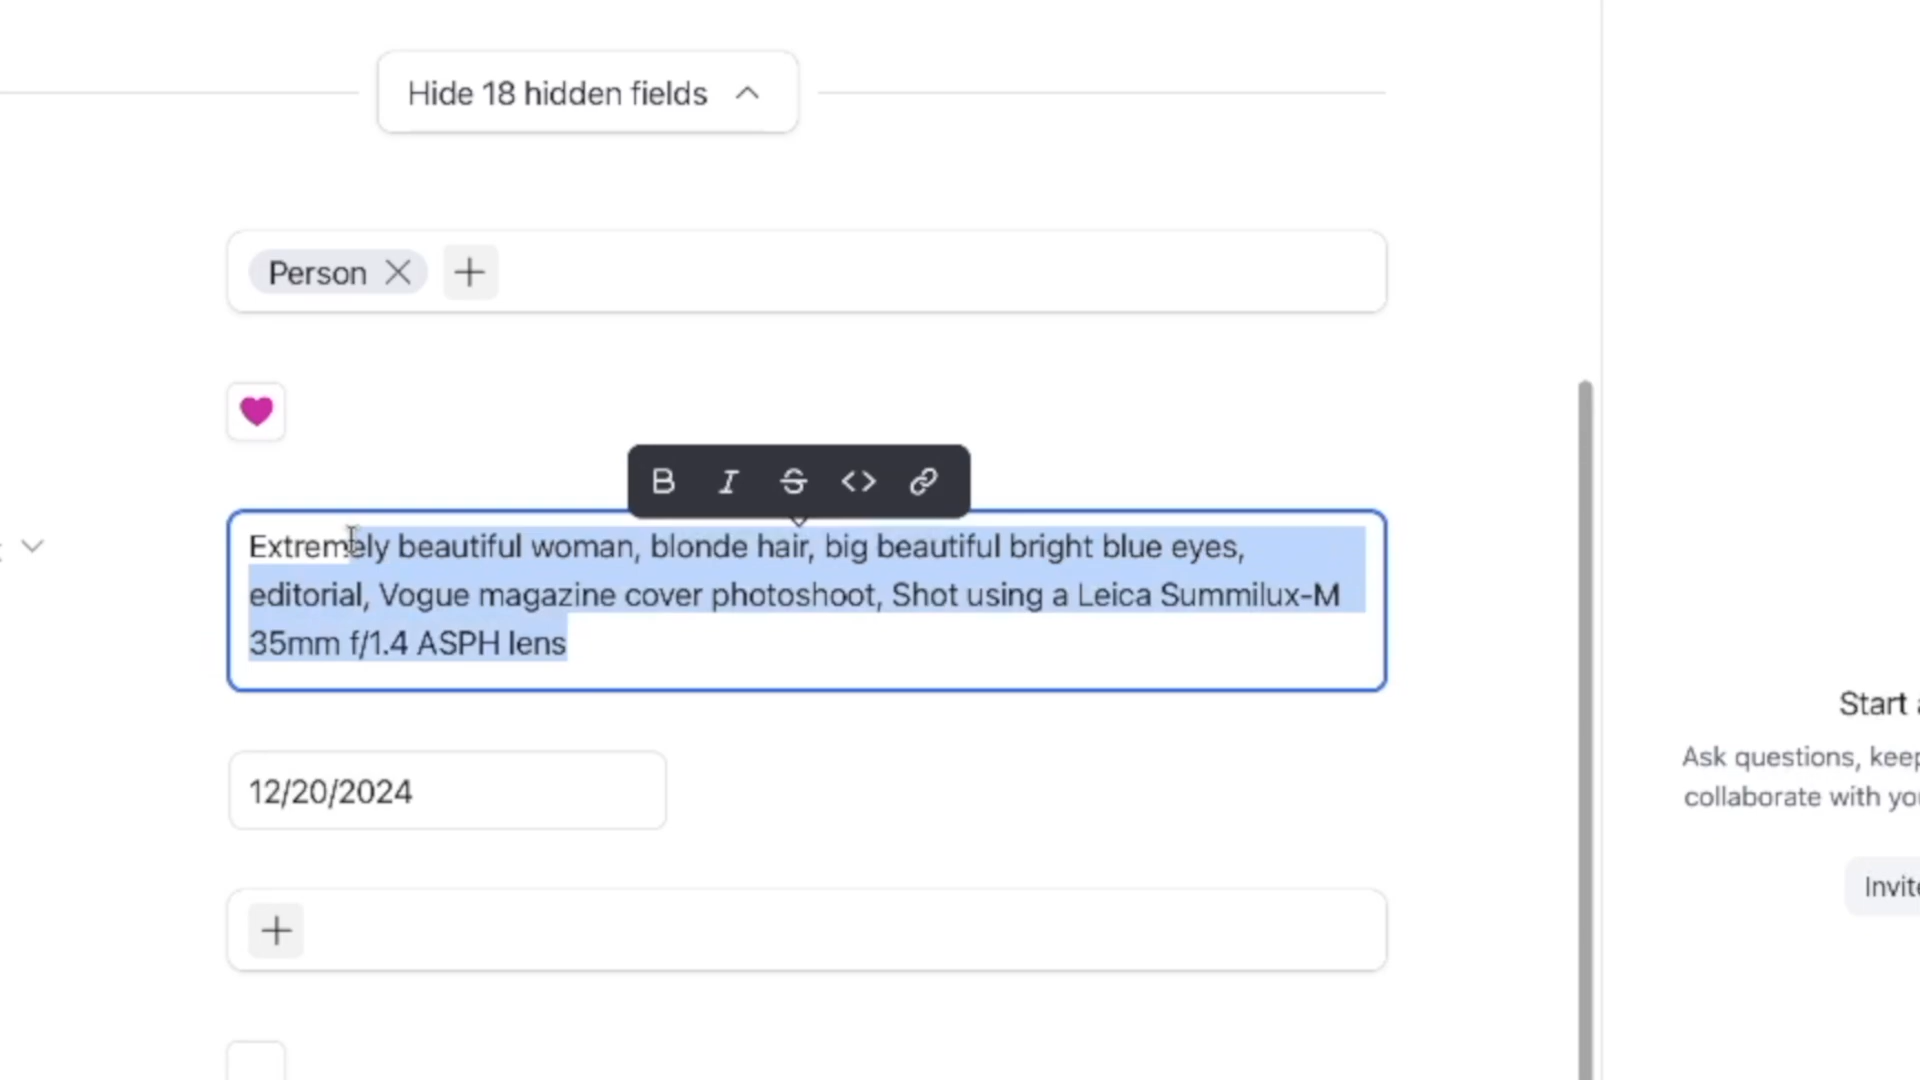 Hide 18 hidden fields
Person
B I S <>
Extremely beautiful woman, blonde hair, big beautiful bright blue eyes,
editorial, Vogue magazine cover photoshoot, Shot using a Leica Summilux-M
35mm f/1.4 ASPH lens
12/20/2024
Start
Ask questions, keep
collaborate with you
Invite